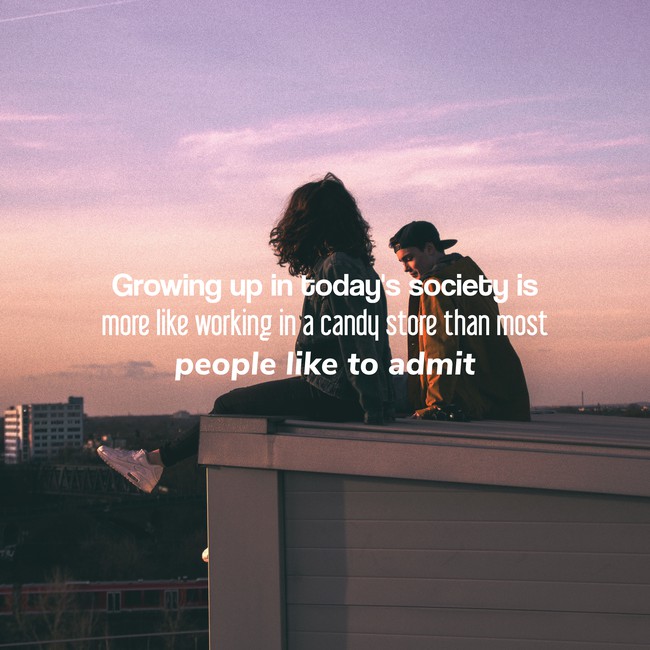 Growing up in today's society is
more like working in a candy store than most
people like to admit